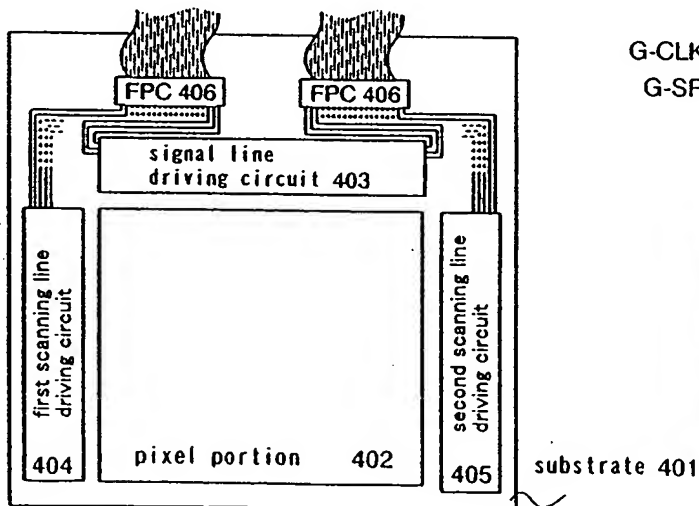 G-CLK
G-SF
FPC 406
FPC 406
signal line
driving circuit 403
first scanning line
driving circuit
404
pixel portion 402
second scanning line
driving circuit
405
substrate 401